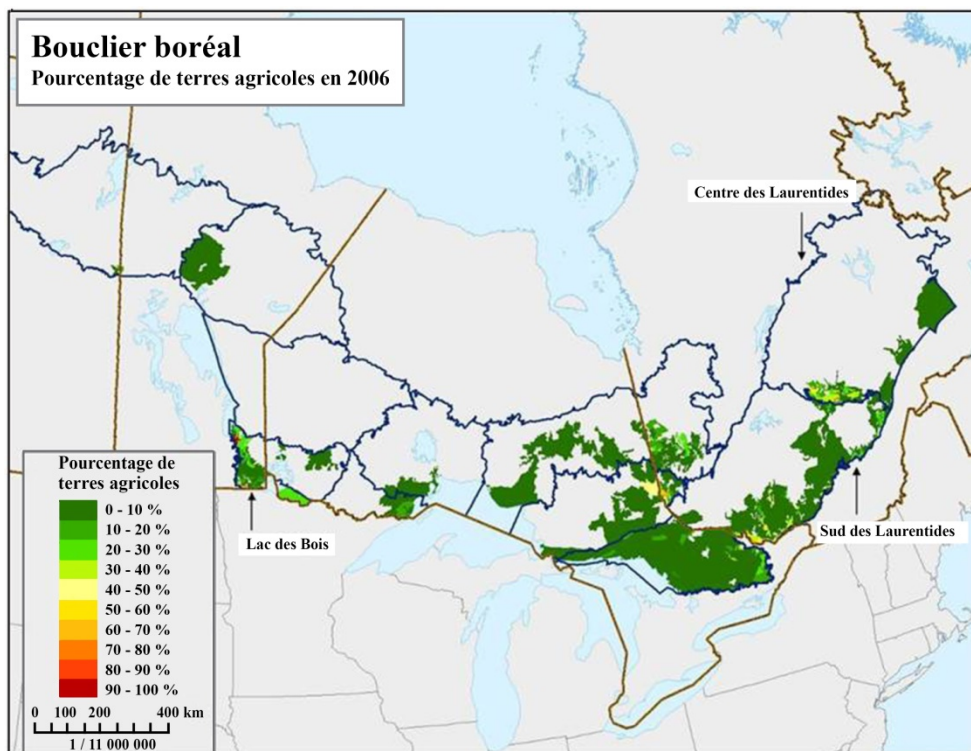 Bouclier boréal
Pourcentage de terres agricoles en 2006
Centre des Laurentides
Pourcentage de
terres agricoles
0 - 10 %
10 - 20 %
20 - 30 %
30 - 40 %
40 - 50 %
50 - 60 %
60 - 70 %
70 - 80 %
80 - 90 %
90 - 100 %
0 100 200 400 km
1 / 11 000 000
Lac des Bois
Sud des Laurentides